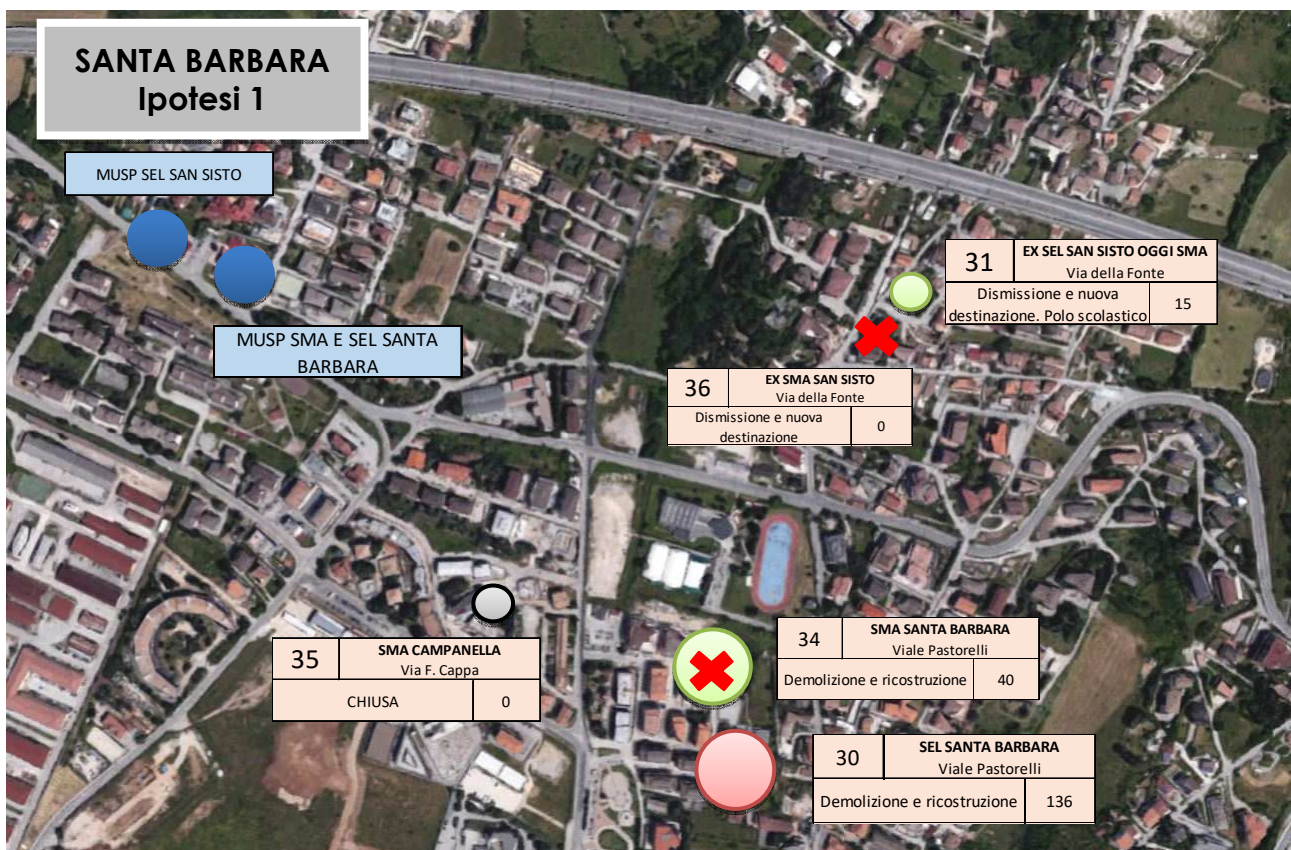 SANTA BARBARA
Ipotesi 1
MUSP SEL SAN SISTO
MUSP SMA E SEL SANTA
BARBARA
31
EX SEL SAN SISTO OGGI SMA
Via della Fonte
Dismissione e nuova
destinazione. Polo scolastico
15
36
EX SMA SAN SISTO
Via della Fonte
Dismissione e nuova
destinazione
0
35
SMA CAMPANELLA
Via F. Cappa
CHIUSA
0
34
SMA SANTA BARBARA
Viale Pastorelli
Demolizione e ricostruzione
40
30
SEL SANTA BARBARA
Viale Pastorelli
Demolizione e ricostruzione
136